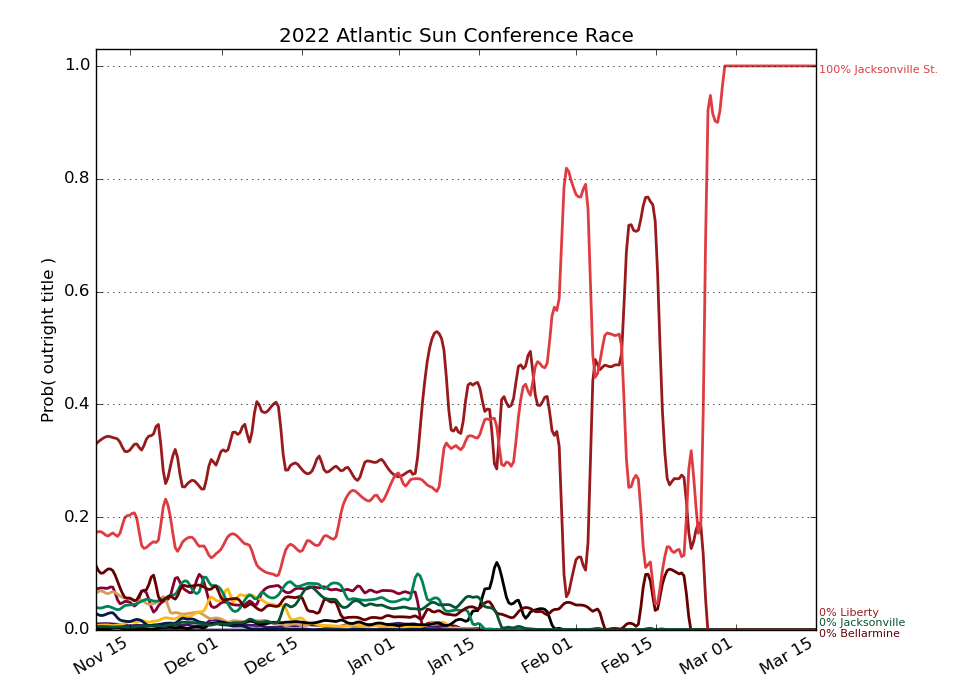 2022 Atlantic Sun Conference Race
Prob( outright title )
1.0
0.8
0.6
0.4
0.2
0.0
Nov 15
Dec 01
Dec 15
Jan 01
Jan 15
Feb 01
Feb 15
Mar 01
Mar 15
100% Jacksonville St.
0% Liberty
0% Jacksonville
0% Bellarmine